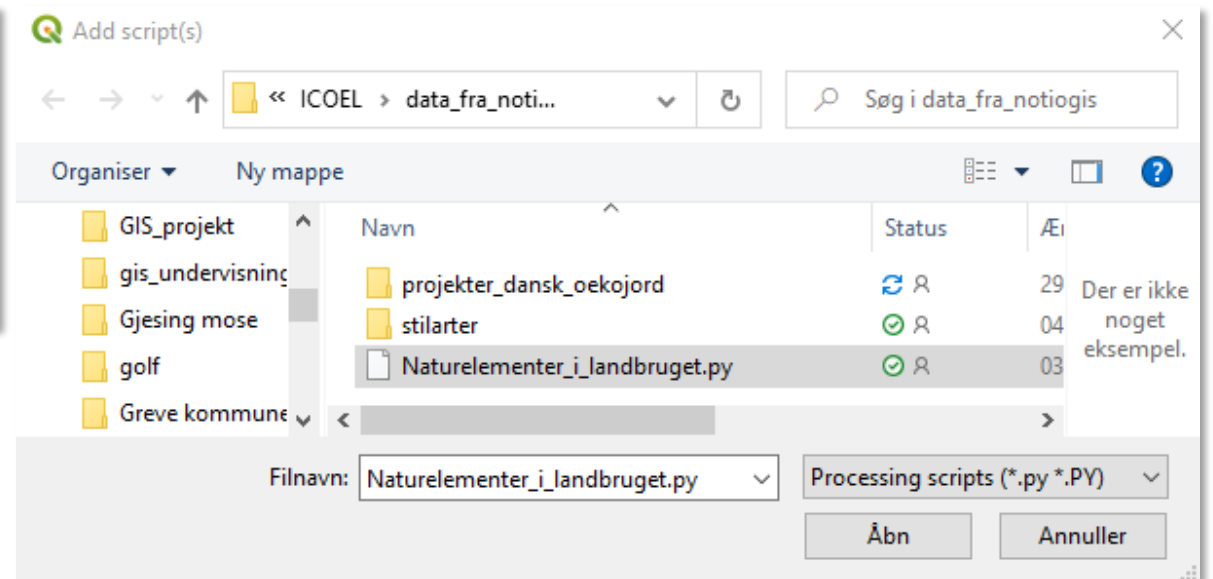 Add script(s)
« ICOEL › data_fra_noti...
Søg i data_fra_notiogis
Organiser
Ny mappe
?
GIS_projekt
gis_undervisning
Gjesing mose
golf
Greve kommune
Navn
Status
projekter_dansk_oekojord
29
stilarter
04
Naturelementer_i_landbruget.py
03
Der er ikke
noget
eksempel.
Filnavn:
Naturelementer_i_landbruget.py
Processing scripts (*.py *.PY)
Åbn
Annuller